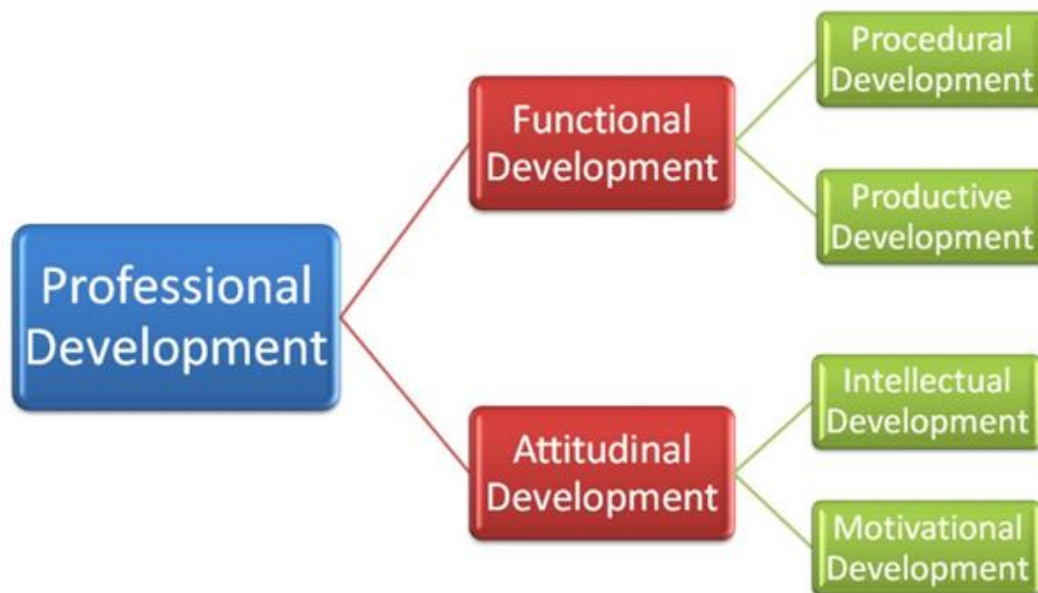 Professional
Development
Functional
Development
Procedural
Development
Productive
Development
Attitudinal
Development
Intellectual
Development
Motivational
Development